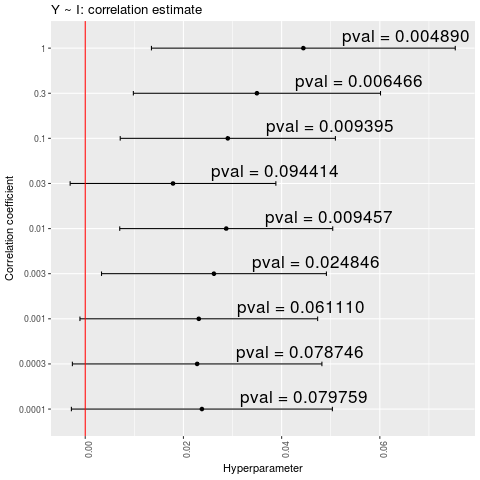 Y ~ I: correlation estimate
Correlation coefficient
1
pval = 0.004890
0.3
pval = 0.006466
0.1
pval = 0.009395
0.03
pval = 0.094414
0.01
pval = 0.009457
0.003
pval = 0.024846
0.001
pval = 0.061110
0.0003
pval = 0.078746
0.0001
pval = 0.079759
0.00
0.02
0.04
0.06
Hyperparameter